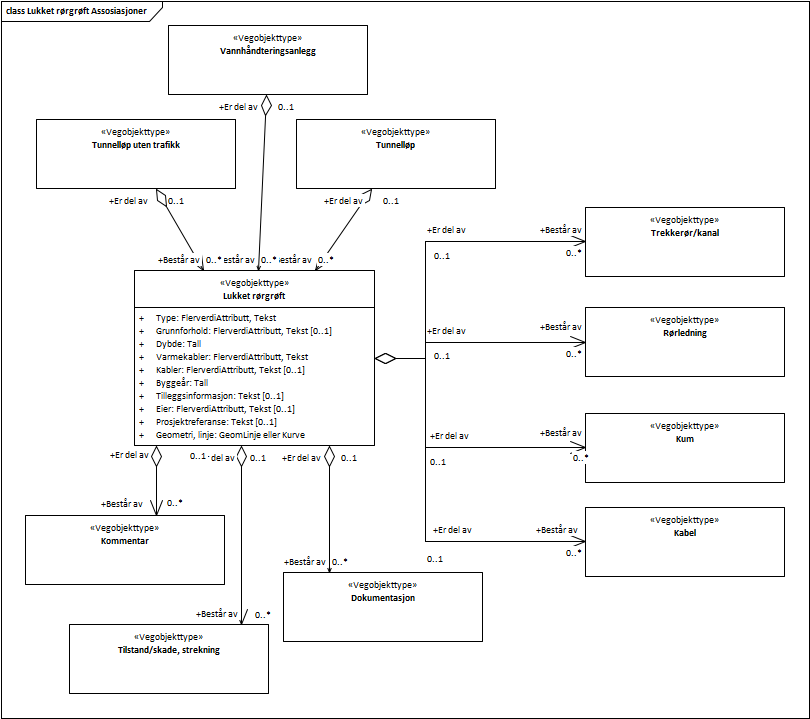 class Lukket rørgrøft Assosiasjoner
«Vegobjekttype»
Vannhåndteringsanlegg
+Er del av 0..1
«Vegobjekttype»
Tunnelløp uten trafikk
«Vegobjekttype»
Tunnelløp
+Er del av 0..1
+Er del av 0..1
«Vegobjekttype»
Trekkerør/kanal
+Er del av +Består av
0..1 0..*
+Består av 0..* estår av 0..* estår av 0..*
«Vegobjekttype»
Lukket rørgrøft
+ Type: FlerverdiAttributt, Tekst
+ Grunnforhold: FlerverdiAttributt, Tekst [0..1]
+ Dybde: Tall
+ Varmekabler: FlerverdiAttributt, Tekst
+ Kabler: FlerverdiAttributt, Tekst [0..1]
+ Byggeår: Tall
+ Tilleggsinformasjon: Tekst [0..1]
+ Eier: FlerverdiAttributt, Tekst [0..1]
+ Prosjektreferanse: Tekst [0..1]
+ Geometri, linje: GeomLinje eller Kurve
«Vegobjekttype»
Rørledning
+Er del av +Består av
0..1 0..*
«Vegobjekttype»
Kum
+Er del av +Består av
0..1 0..*
+Er del av 0..1 del av 0..1 +Er del av 0..1
«Vegobjekttype»
Kabel
+Er del av +Består av
0..1 0..*
+Består av 0..*
«Vegobjekttype»
Kommentar
+Består av 0..*
«Vegobjekttype»
Dokumentasjon
+Består av 0..*
«Vegobjekttype»
Tilstand/skade, strekning